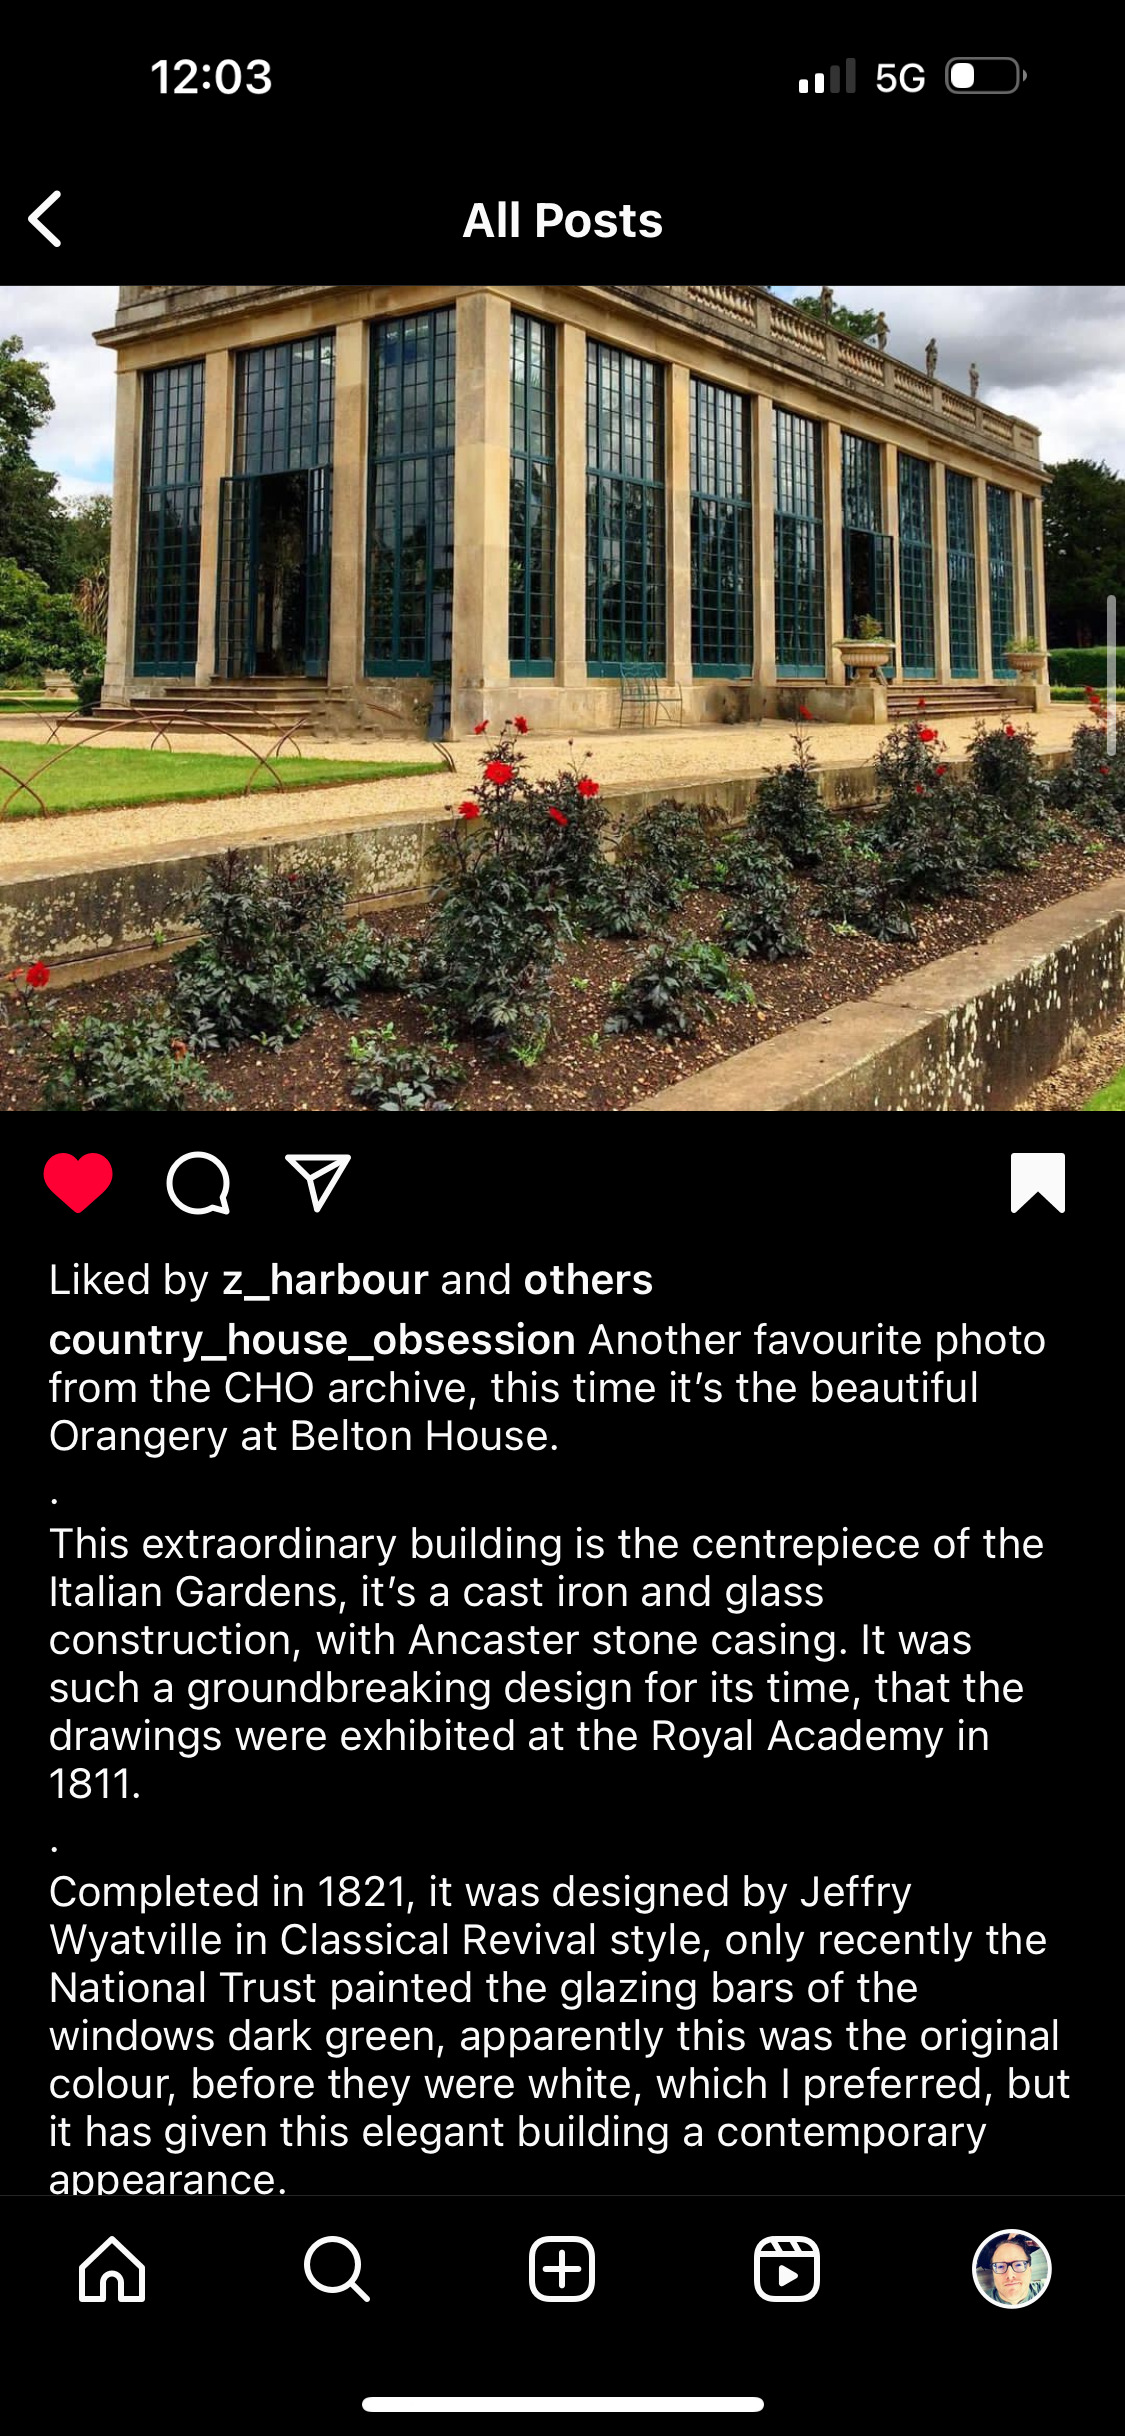 12:03
5G
All Posts
Liked by z_harbour and others
country_house_obsession Another favourite photo
from the CHO archive, this time it’s the beautiful
Orangery at Belton House.
.
This extraordinary building is the centrepiece of the
Italian Gardens, it’s a cast iron and glass
construction, with Ancaster stone casing. It was
such a groundbreaking design for its time, that the
drawings were exhibited at the Royal Academy in
1811.
.
Completed in 1821, it was designed by Jeffry
Wyatville in Classical Revival style, only recently the
National Trust painted the glazing bars of the
windows dark green, apparently this was the original
colour, before they were white, which I preferred, but
it has given this elegant building a contemporary
appearance.